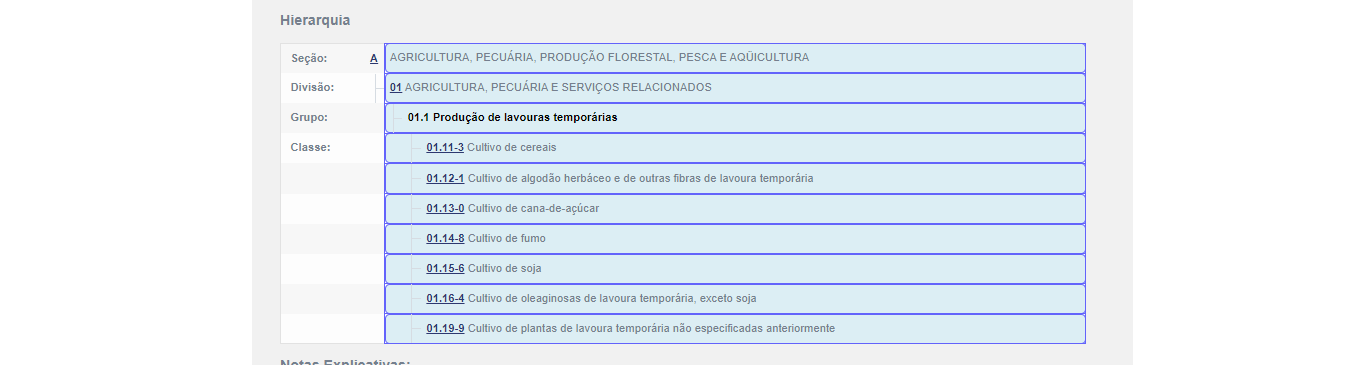 Hierarquia
Seção: A AGRICULTURA, PECUÁRIA, PRODUÇÃO FLORESTAL, PESCA E AQÜICULTURA
Divisão: 01 AGRICULTURA, PECUÁRIA E SERVIÇOS RELACIONADOS
Grupo: 01.1 Produção de lavouras temporárias
Classe: 01.11-3 Cultivo de cereais
01.12-1 Cultivo de algodão herbáceo e de outras fibras de lavoura temporária
01.13-0 Cultivo de cana-de-açúcar
01.14-8 Cultivo de fumo
01.15-6 Cultivo de soja
01.16-4 Cultivo de oleaginosas de lavoura temporária, exceto soja
01.19-9 Cultivo de plantas de lavoura temporária não especificadas anteriormente
Notas Explicativas: